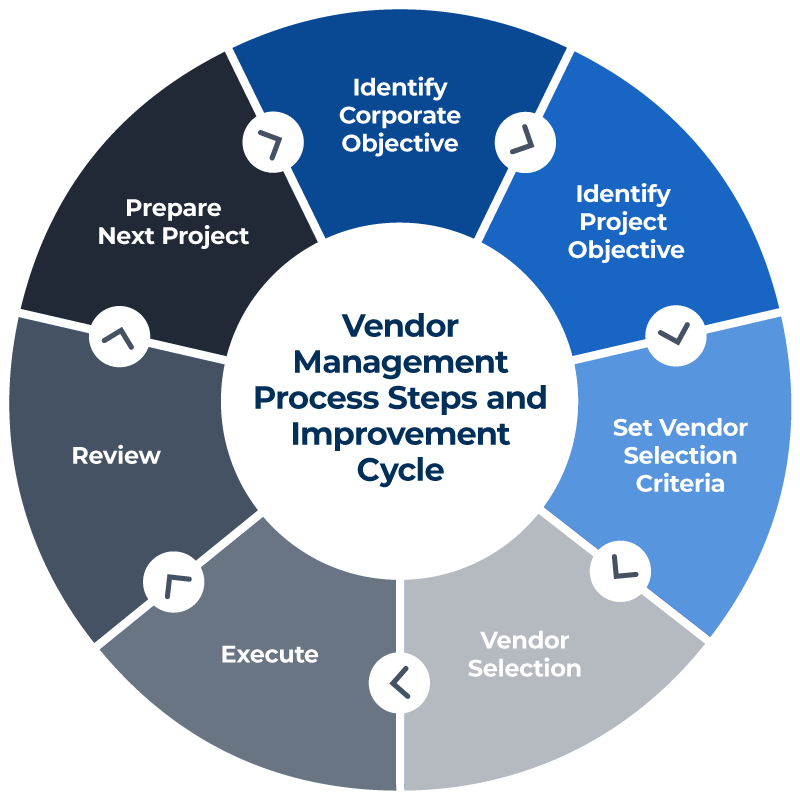 Vendor
Management
Process Steps and
Improvement
Cycle
Identify
Corporate
Objective
Identify
Project
Objective
Set Vendor
Selection
Criteria
Vendor
Selection
Execute
Review
Prepare
Next Project